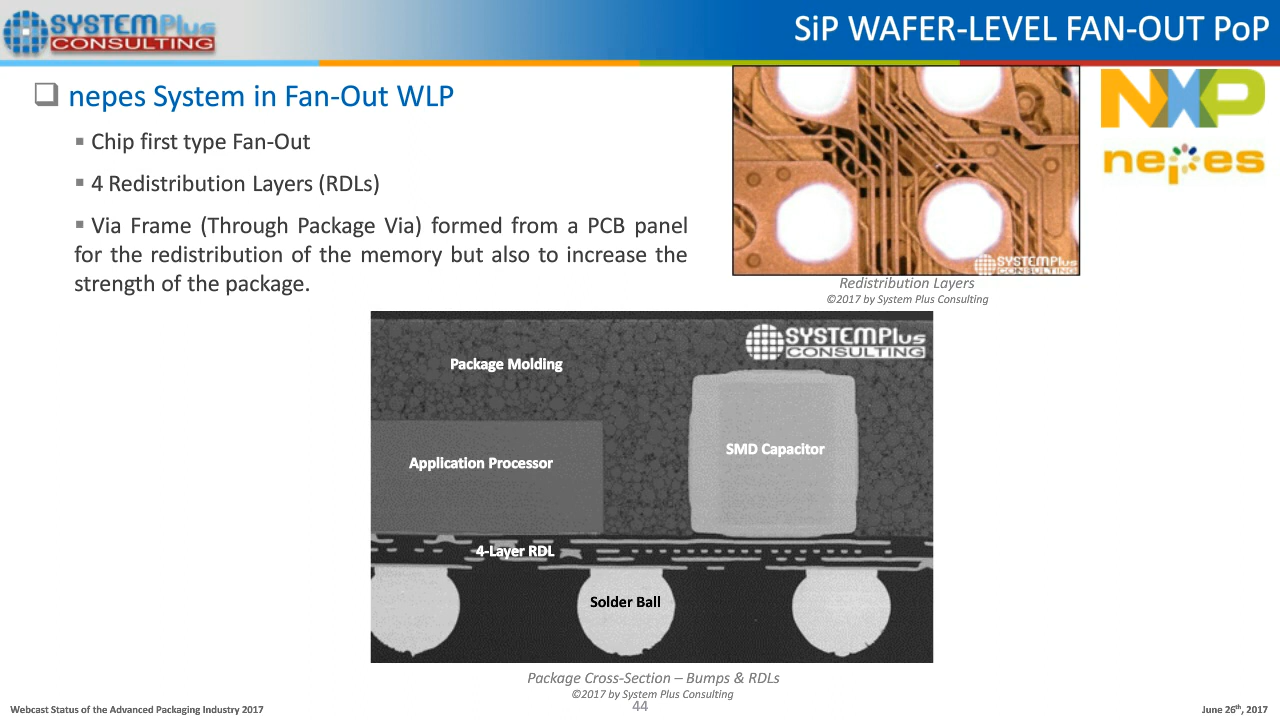 SYSTEMPlus
CONSULTING
SiP WAFER-LEVEL FAN-OUT PoP
nepes System in Fan-Out WLP
▪ Chip first type Fan-Out
▪ 4 Redistribution Layers (RDLs)
▪ Via Frame (Through Package Via) formed from a PCB panel
for the redistribution of the memory but also to increase the
strength of the package.
SYSTEMPlus
CONSULTING
Redistribution Layers
©2017 by System Plus Consulting
NXP
nepes
SYSTEMPlus
CONSULTING
Package Molding
Application Processor
SMD Capacitor
4-Layer RDL
Solder Ball
Package Cross-Section – Bumps & RDLs
©2017 by System Plus Consulting
Webcast Status of the Advanced Packaging Industry 2017
44
June 26th, 2017